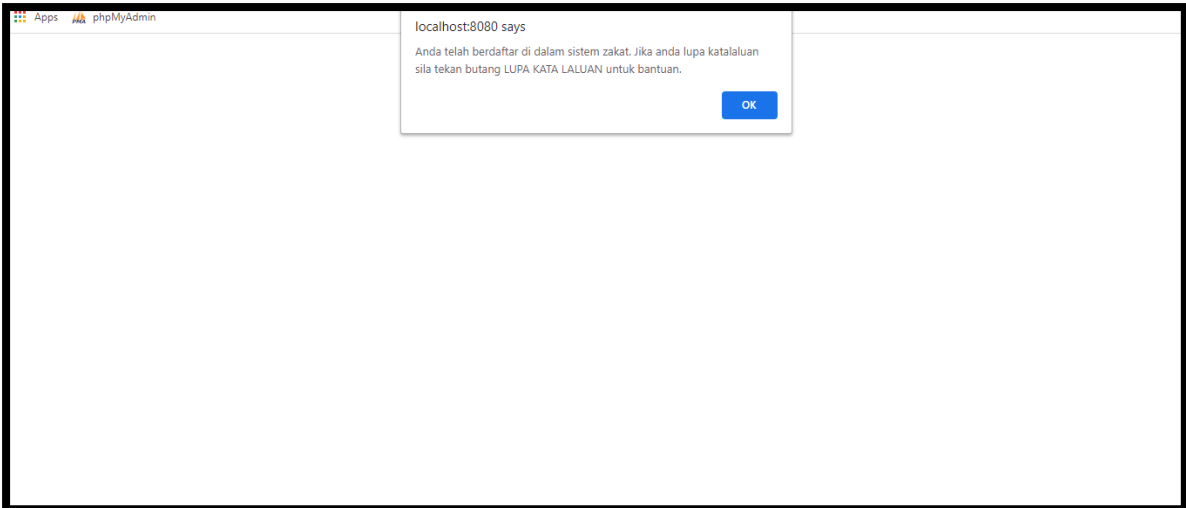 Apps phpMyAdmin
localhost:8080 says
Anda telah berdaftar di dalam sistem zakat. Jika anda lupa katalaluan
sila tekan butang LUPA KATA LALUAN untuk bantuan.
OK